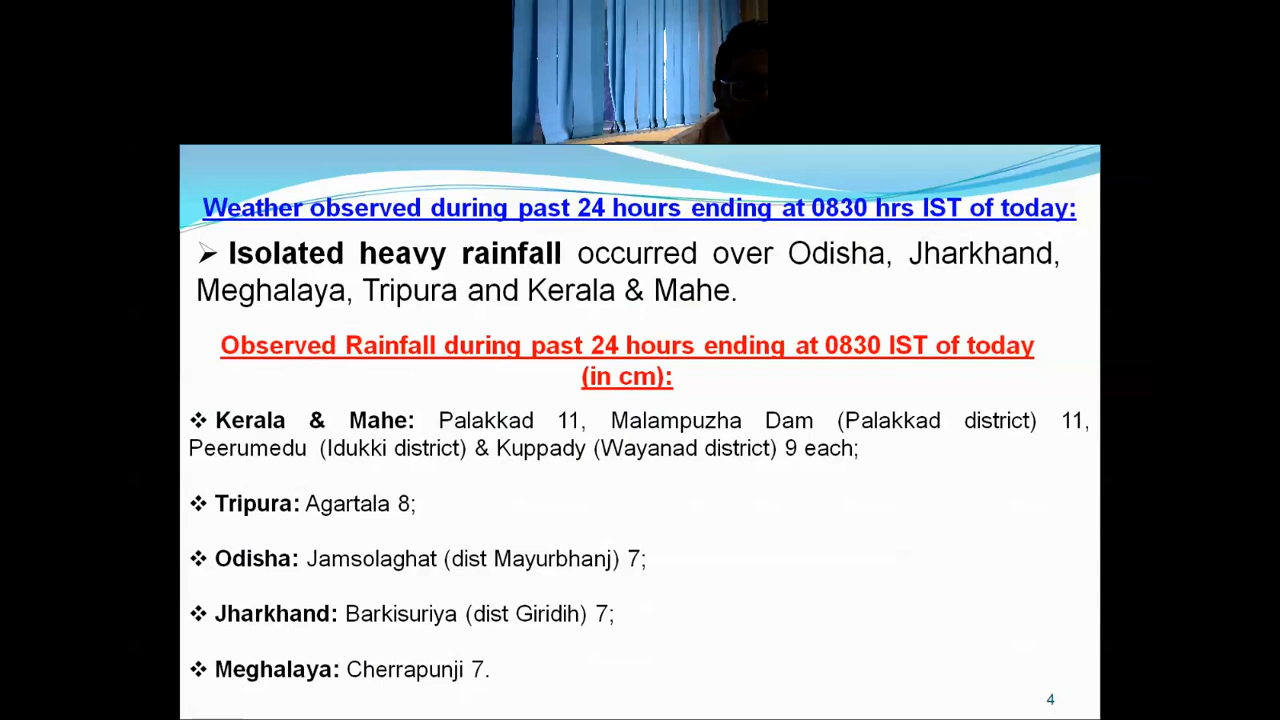 Weather observed during past 24 hours ending at 0830 hrs IST of today:
➢ Isolated heavy rainfall occurred over Odisha, Jharkhand,
Meghalaya, Tripura and Kerala & Mahe.
Observed Rainfall during past 24 hours ending at 0830 IST of today
(in cm):
❖ Kerala & Mahe: Palakkad 11, Malampuzha Dam (Palakkad district) 11,
Peerumedu (Idukki district) & Kuppady (Wayanad district) 9 each;
❖ Tripura: Agartala 8;
❖ Odisha: Jamsolaghat (dist Mayurbhanj) 7;
❖ Jharkhand: Barkisuriya (dist Giridih) 7;
❖ Meghalaya: Cherrapunji 7.
4